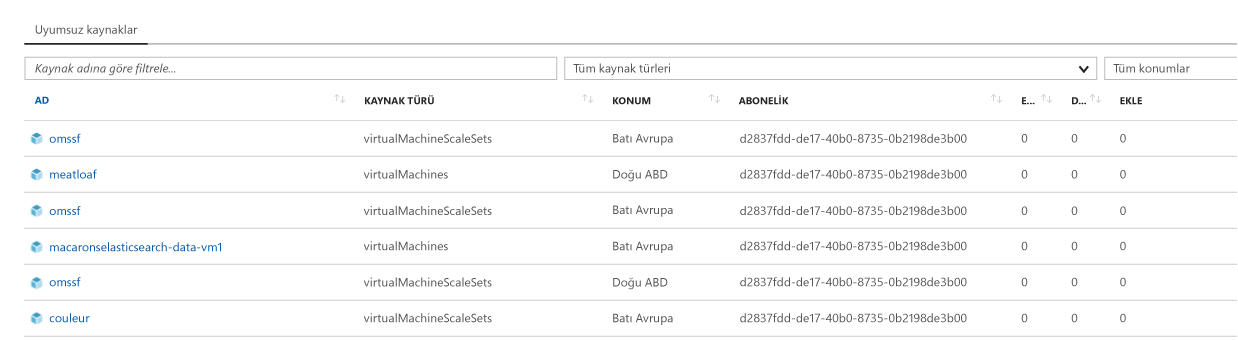 Uyumsuz kaynaklar
Kaynak adına göre filtrele... Tüm kaynak türleri Tüm konumlar
AD KAYNAK TÜRÜ KONUM ABONELİK E... D... EKLE
omssf virtualMachineScaleSets Batı Avrupa d2837fdd-de17-40b0-8735-0b2198de3b00 0 0 0
meatloaf virtualMachines Doğu ABD d2837fdd-de17-40b0-8735-0b2198de3b00 0 0 0
omssf virtualMachineScaleSets Batı Avrupa d2837fdd-de17-40b0-8735-0b2198de3b00 0 0 0
macaronselasticsearch-data-vm1 virtualMachines Batı Avrupa d2837fdd-de17-40b0-8735-0b2198de3b00 0 0 0
omssf virtualMachineScaleSets Doğu ABD d2837fdd-de17-40b0-8735-0b2198de3b00 0 0 0
couleur virtualMachineScaleSets Batı Avrupa d2837fdd-de17-40b0-8735-0b2198de3b00 0 0 0